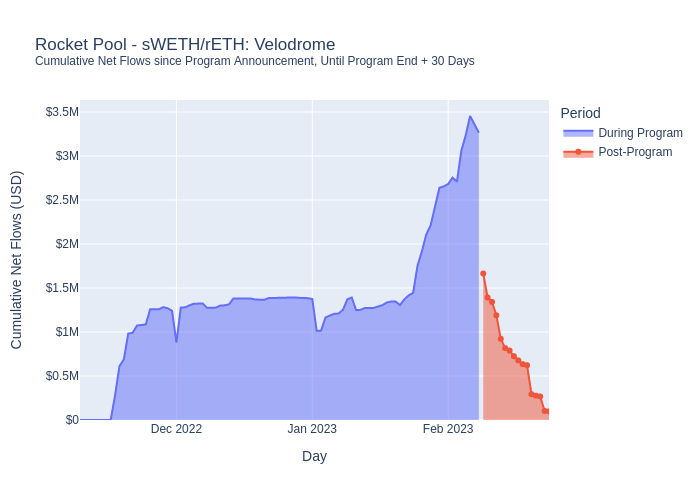 Rocket Pool - sWETH/rETH: Velodrome
Cumulative Net Flows since Program Announcement, Until Program End + 30 Days
Period
During Program
Post-Program
Cumulative Net Flows (USD)
$3.5M
$3M
$2.5M
$2M
$1.5M
$1M
$0.5M
$0
Dec 2022
Jan 2023
Feb 2023
Day